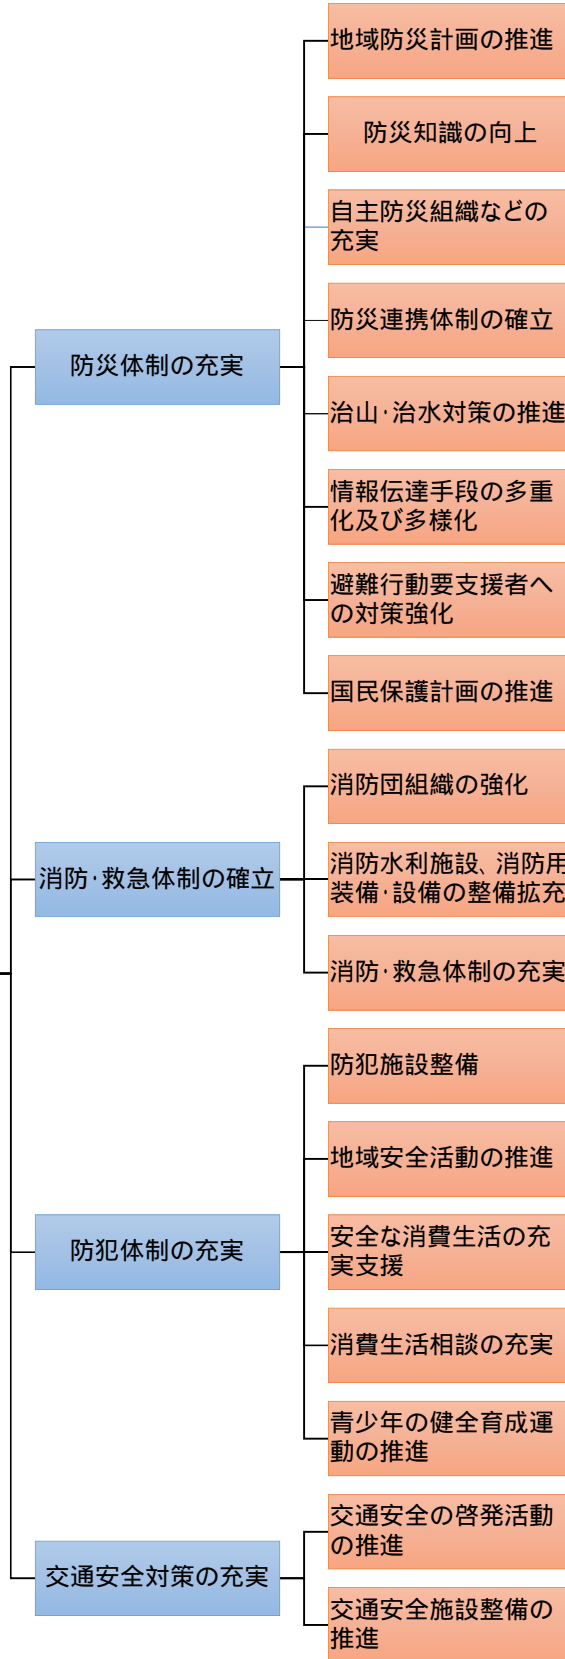 防災体制の充実
地域防災計画の推進
防災知識の向上
自主防災組織などの
充実
防災連携体制の確立
治山・治水対策の推進
情報伝達手段の多重
化及び多様化
避難行動要支援者へ
の対策強化
国民保護計画の推進
消防・救急体制の確立
消防団組織の強化
消防水利施設、消防用
装備・設備の整備拡充
消防・救急体制の充実
防犯体制の充実
防犯施設整備
地域安全活動の推進
安全な消費生活の充
実支援
消費生活相談の充実
青少年の健全育成運
動の推進
交通安全対策の充実
交通安全の啓発活動
の推進
交通安全施設整備の
推進